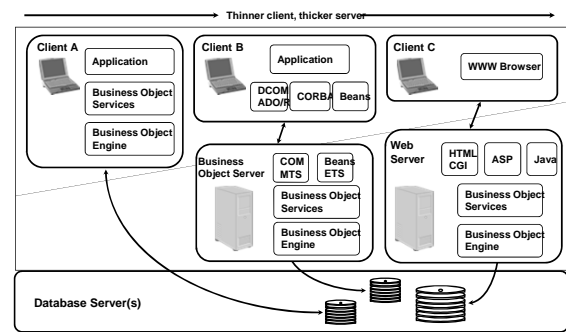 Thinner client, thicker server
Client A
Application
Business Object
Services
Business Object
Engine
Client B
Application
DCOM
ADO/R
CORBA
Beans
Client C
WWW Browser
Business
Object Server
COM
MTS
Beans
ETS
Business Object
Services
Business Object
Engine
Web
Server
HTML
CGI
ASP
Java
Business Object
Services
Business Object
Engine
Database Server(s)